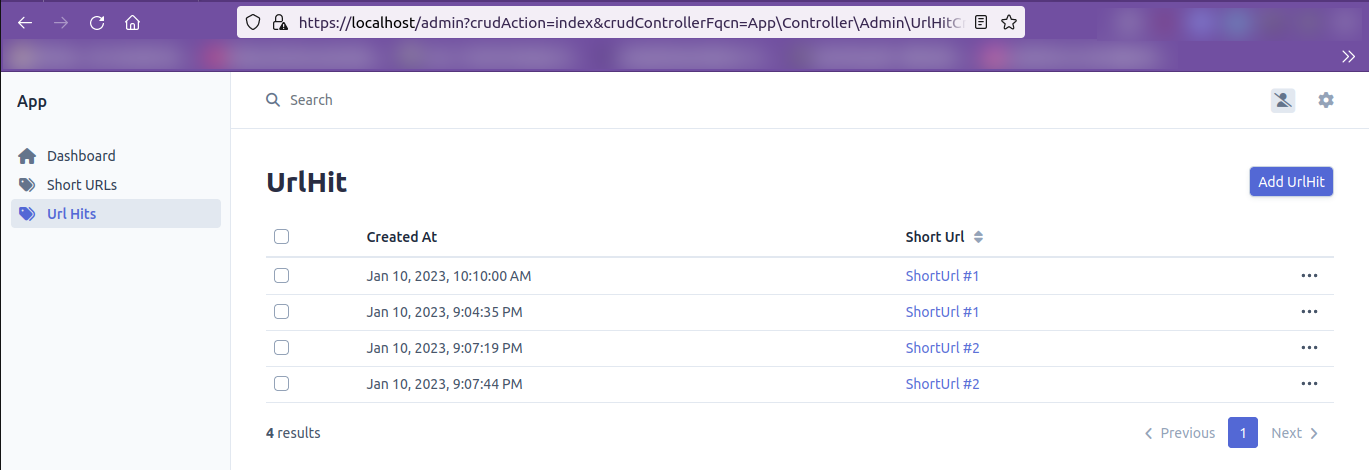 https://localhost/admin?crudAction=index&crudControllerFqcn=App\Controller\Admin\UrlHitC
App
Search
Dashboard
Short URLs
Url Hits
UrlHit
Add UrlHit
Created At Short Url
Jan 10, 2023, 10:10:00 AM ShortUrl #1
Jan 10, 2023, 9:04:35 PM ShortUrl #1
Jan 10, 2023, 9:07:19 PM ShortUrl #2
Jan 10, 2023, 9:07:44 PM ShortUrl #2
4 results
Previous 1 Next